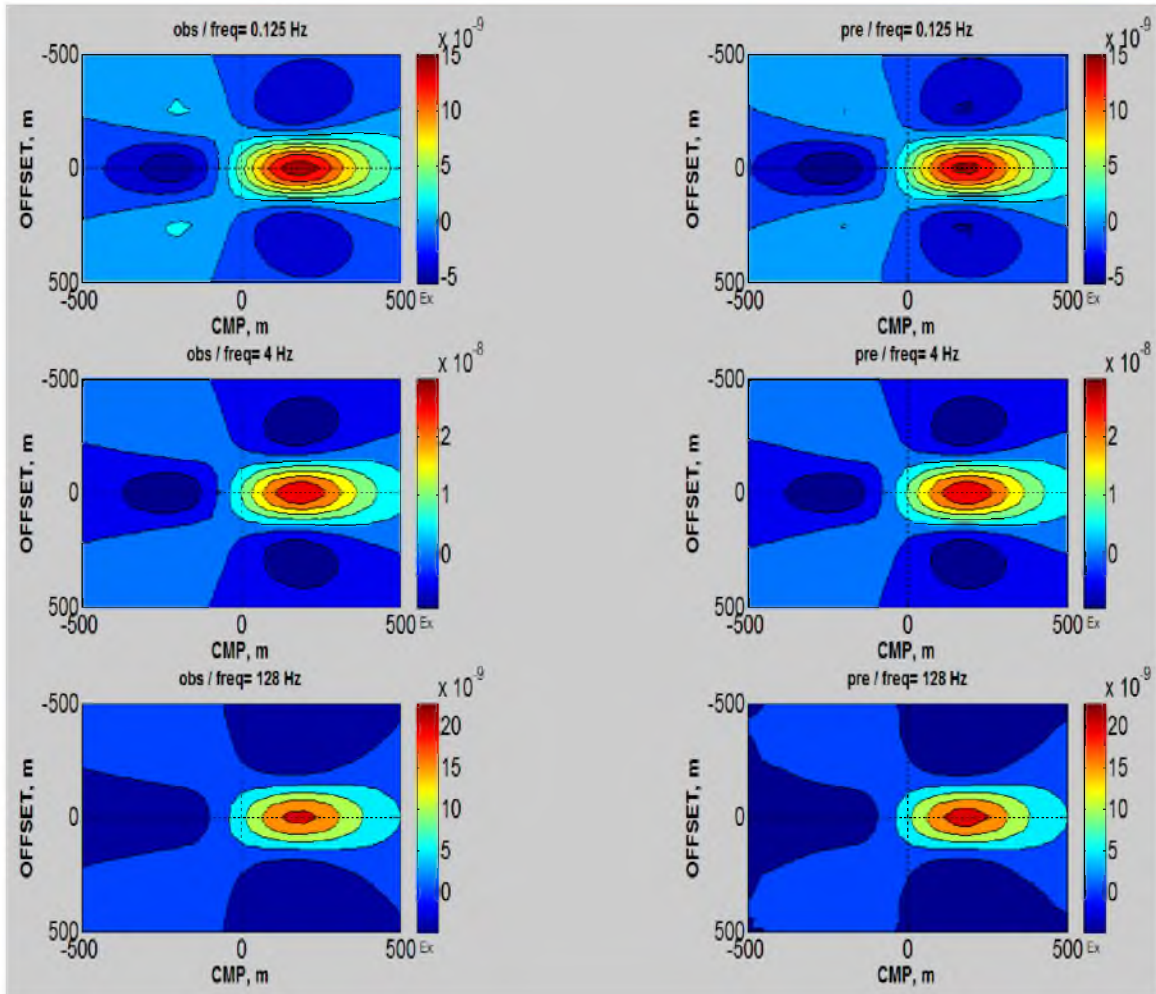 obs / freq= 0.125 Hz
x 10-9
-500
0
500
OFFSET, m
-500
0
500
CMP, m
15
10
5
0
-5
Ex
pre / freq= 0.125 Hz
x 10-9
-500
0
500
OFFSET, m
-500
0
500
CMP, m
15
10
5
0
-5
Ex
obs / freq= 4 Hz
x 10-8
-500
0
500
OFFSET, m
-500
0
500
CMP, m
2
1
0
Ex
pre / freq= 4 Hz
x 10-8
-500
0
500
OFFSET, m
-500
0
500
CMP, m
2
1
0
Ex
obs / freq= 128 Hz
x 10-9
-500
0
500
OFFSET, m
-500
0
500
CMP, m
20
15
10
5
0
Ex
pre / freq= 128 Hz
x 10-9
-500
0
500
OFFSET, m
-500
0
500
CMP, m
20
15
10
5
0
Ex